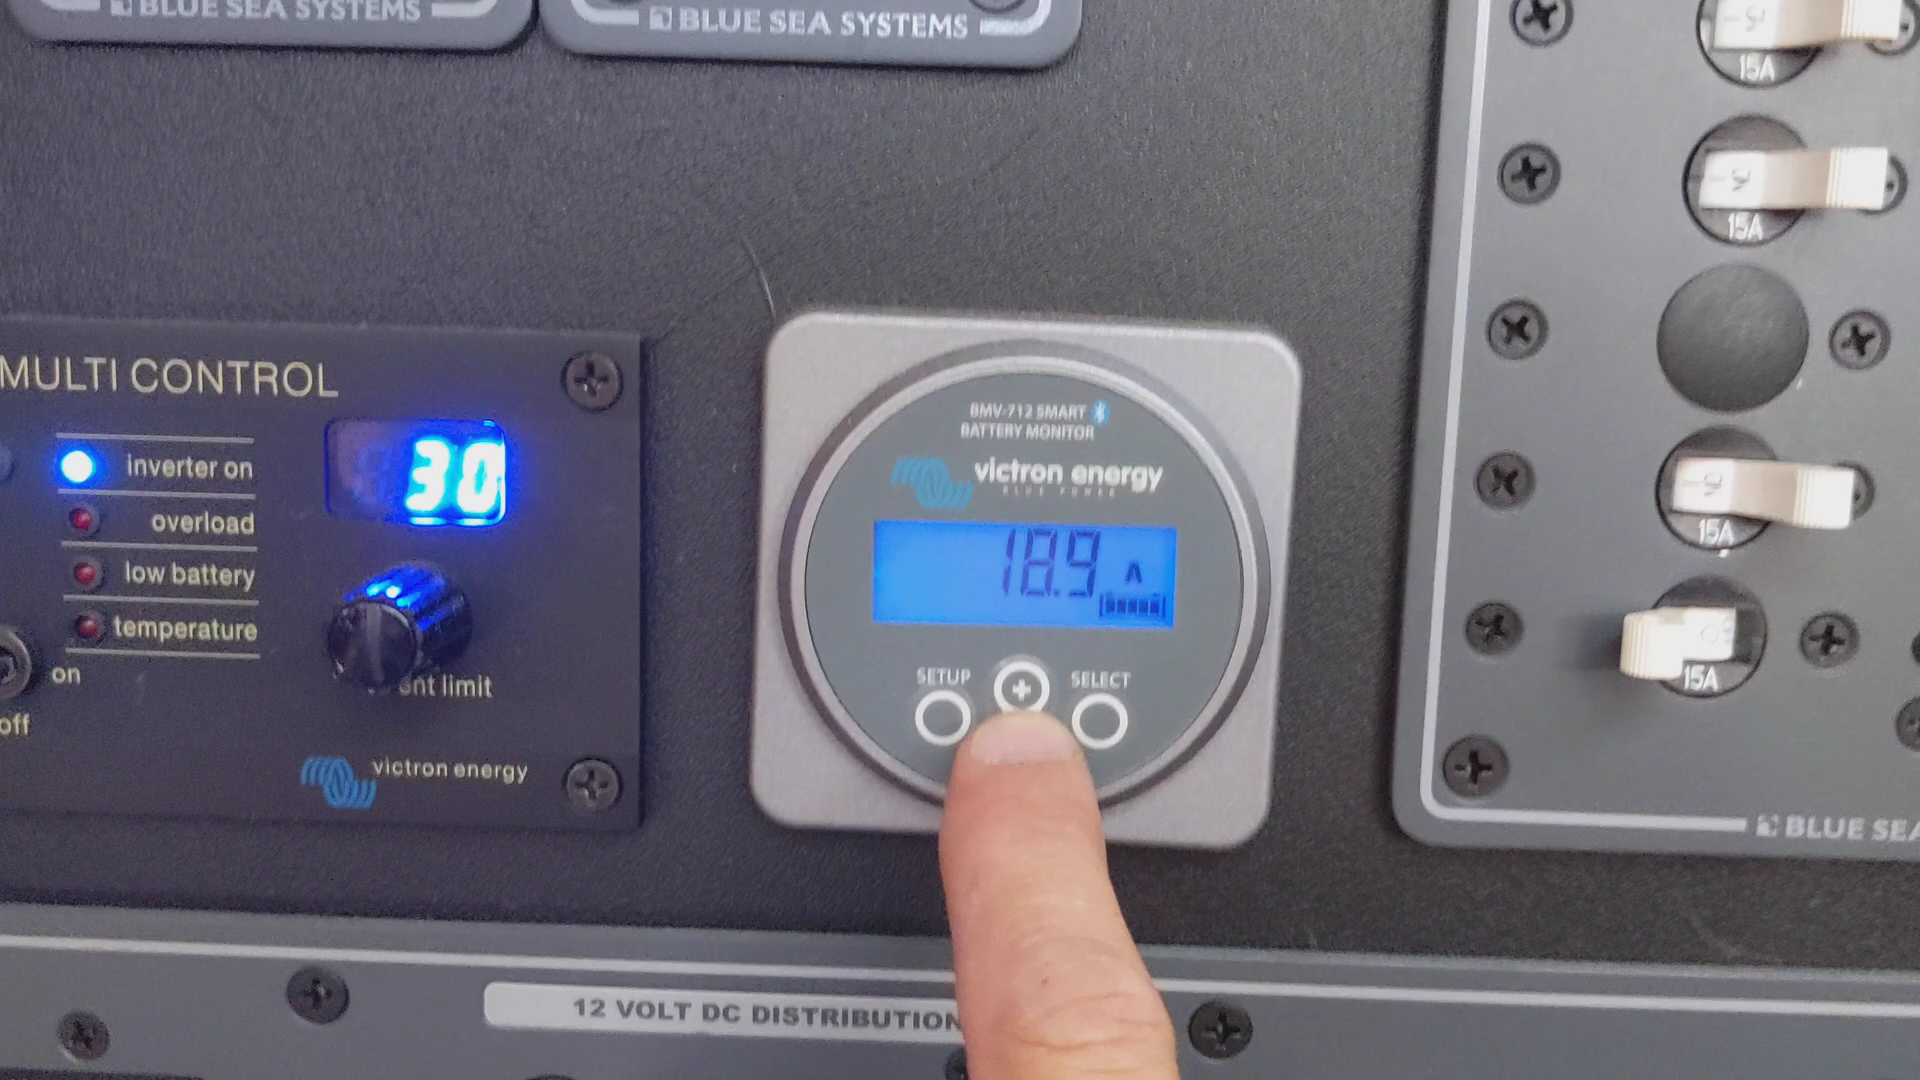 BLUE SEA SYSTEMS
BLUE SEA SYSTEMS
15A
15A
15A
15A
BLUE SEA
MULTI CONTROL
inverter on
overload
low battery
temperature
on
off
30
ent limit
victron energy
BMV-712 SMART
BATTERY MONITOR
victron energy
BLUE POWER
18.9 A
SETUP
+
SELECT
12 VOLT DC DISTRIBUTION